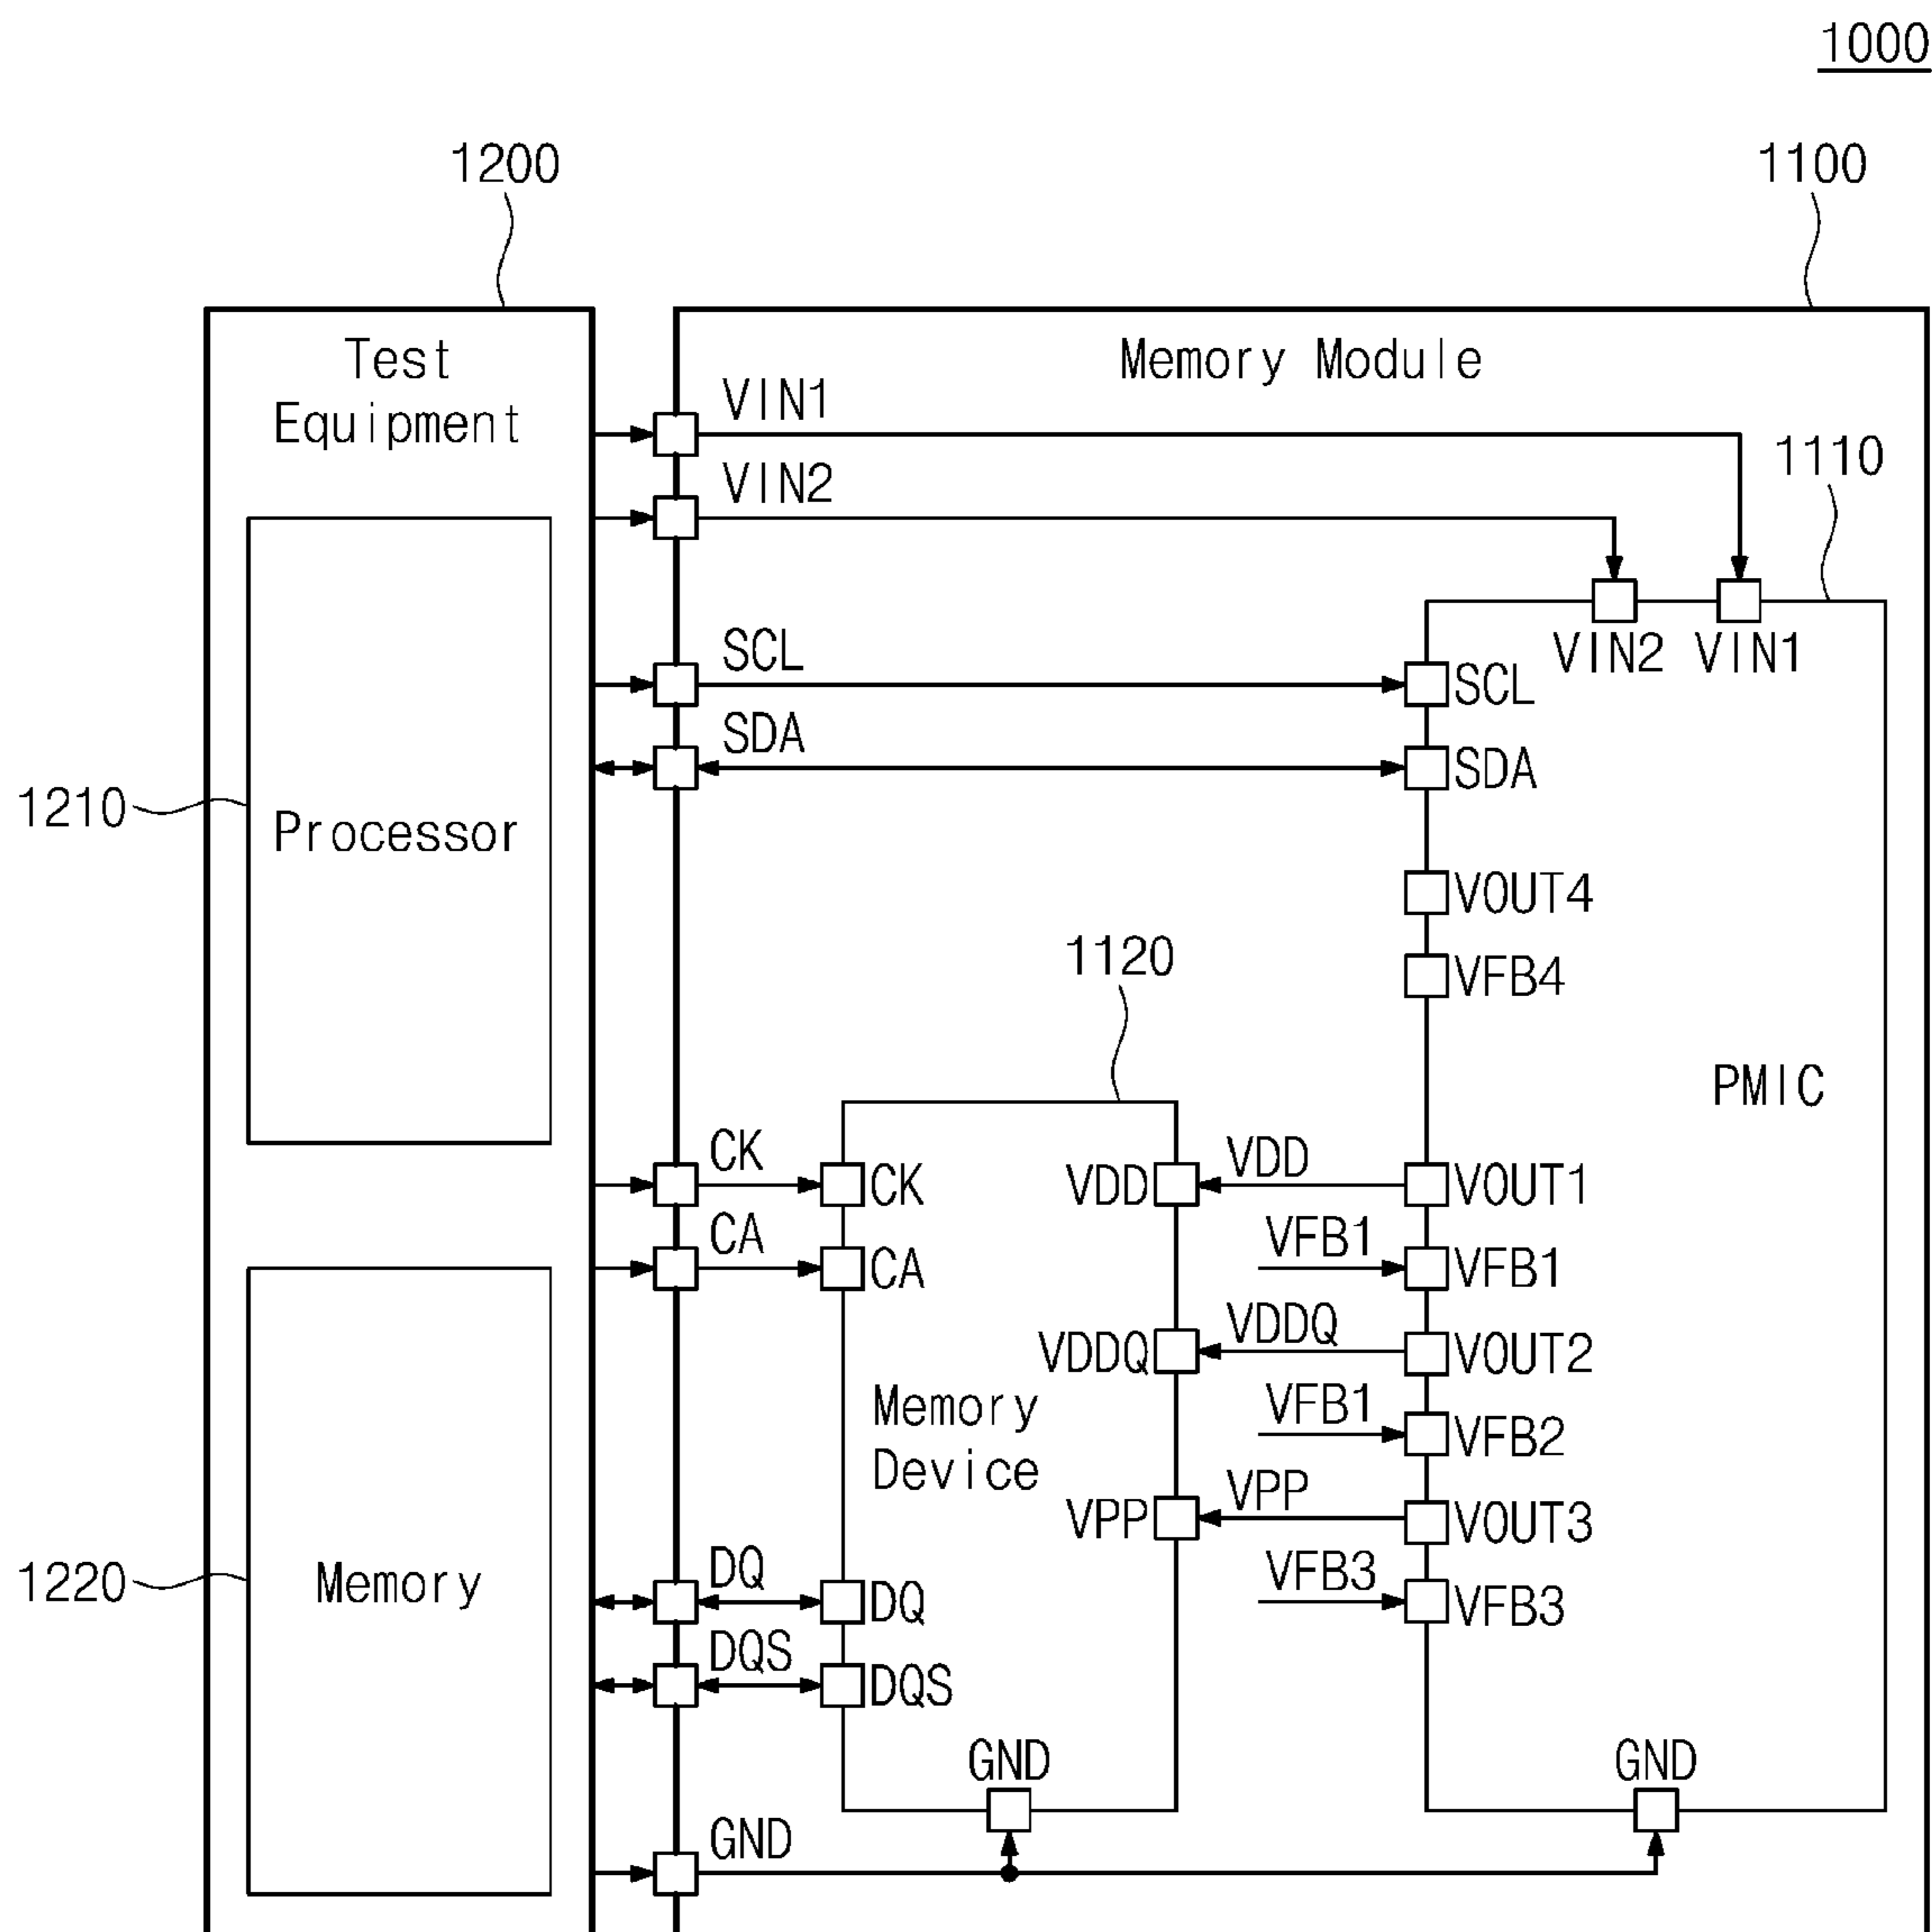 1000
1200
1100
Test
Equipment
Memory Module
VIN1
VIN2
1110
VIN2 VIN1
SCL
SCL
SDA
SDA
1210
Processor
VOUT4
VFB4
1120
PMIC
CK
CK
VDD
VDD
VOUT1
CA
CA
VFB1
VFB1
VDDQ
VDDQ
VOUT2
Memory
Device
VFB1
VFB2
VPP
VPP
VOUT3
1220
Memory
DQ
DQ
VFB3
VFB3
DQS
DQS
GND
GND
GND